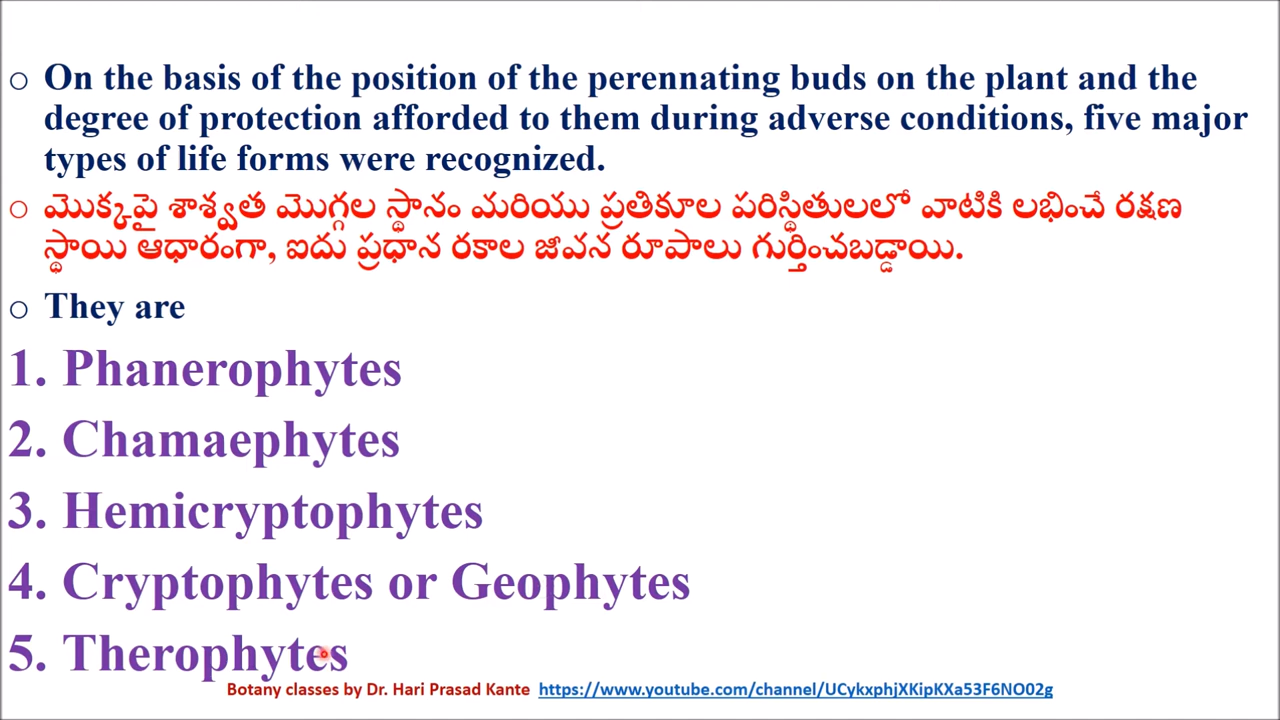 ○ On the basis of the position of the perennating buds on the plant and the
degree of protection afforded to them during adverse conditions, five major
types of life forms were recognized.
○ మొక్కపై శాశ్వత మొగ్గల స్థానం మరియు ప్రతికూల పరిస్థితులలో వాటికి లభించే రక్షణ
స్థాయి ఆధారంగా, ఐదు ప్రధాన రకాల జీవన రూపాలు గుర్తించబడ్డాయి.
○ They are
1. Phanerophytes
2. Chamaephytes
3. Hemicryptophytes
4. Cryptophytes or Geophytes
5. Therophytes
Botany classes by Dr. Hari Prasad Kante https://www.youtube.com/channel/UCykxphjXKipKXa53F6NO02g